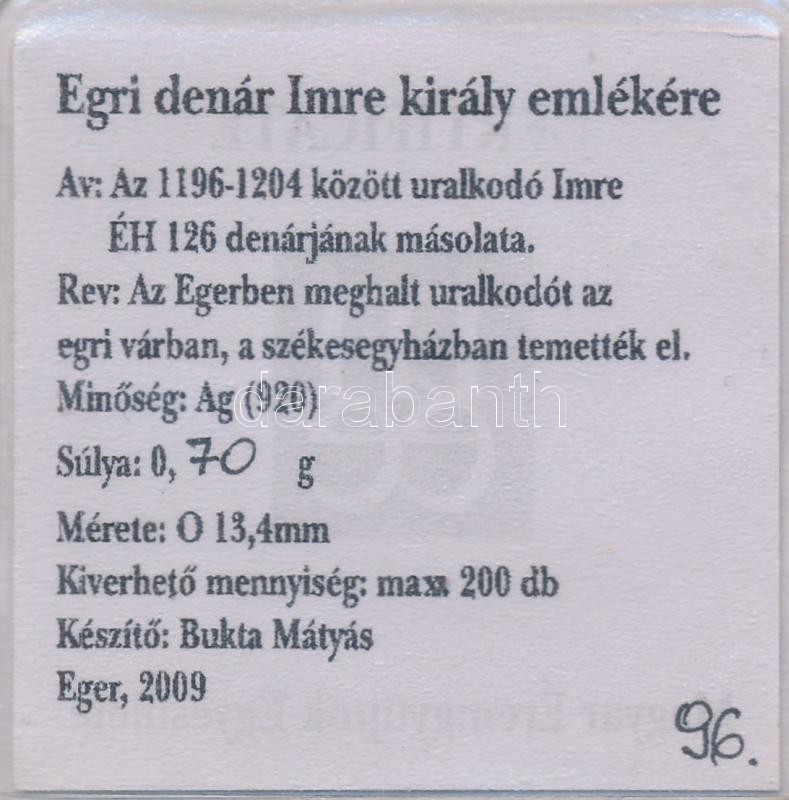 Egri denár Imre király emlékére
Av: Az 1196-1204 között uralkodó Imre
ÉH 126 denárjának másolata.
Rev: Az Egerben meghalt uralkodót az
egri várban, a székesegyházban temették el.
Minőség: Ag (920)
darabanth
Súlya: 0,70 g
Mérete: O 13,4mm
Kiverhető mennyiség: max 200 db
Készítő: Bukta Mátyás
Eger, 2009
96.